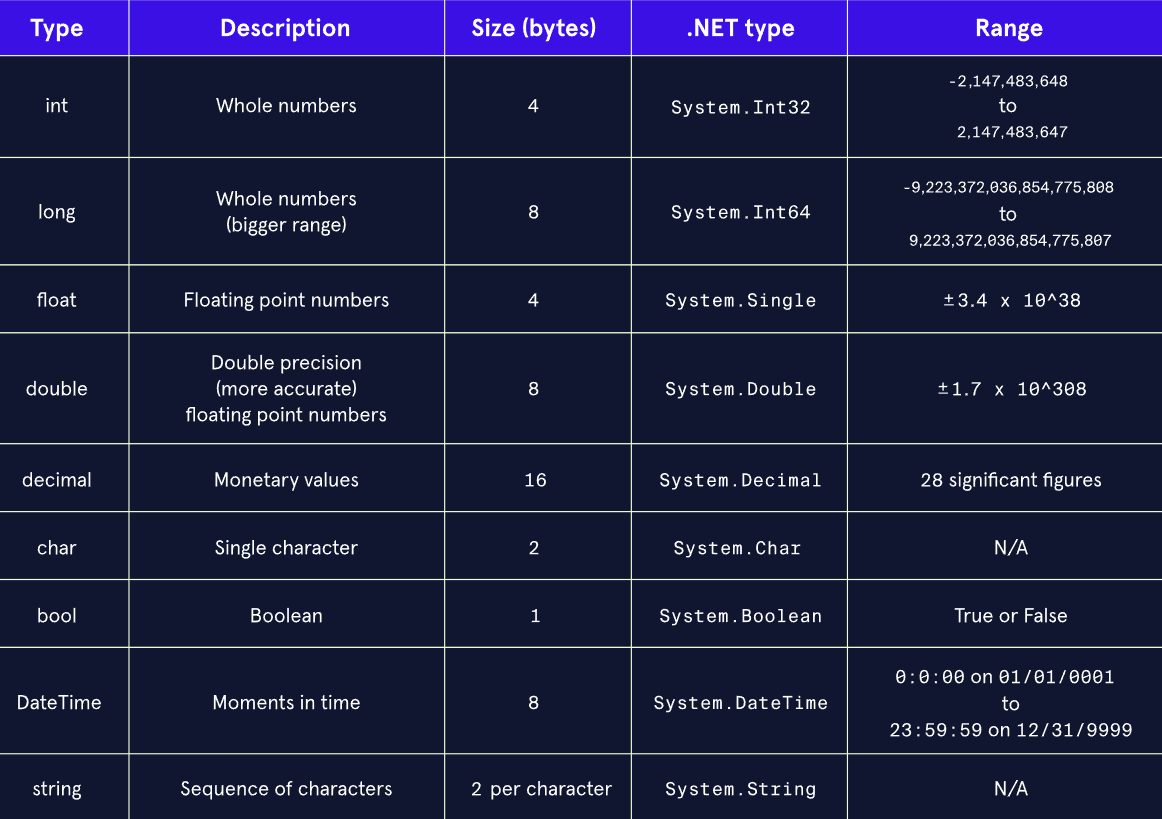 Type Description Size (bytes) .NET type Range
int Whole numbers 4 System.Int32 -2,147,483,648
to
2,147,483,647
long Whole numbers
(bigger range) 8 System.Int64 -9,223,372,036,854,775,808
to
9,223,372,036,854,775,807
float Floating point numbers 4 System.Single ±3.4 x 10^38
double Double precision
(more accurate)
floating point numbers 8 System.Double ±1.7 x 10^308
decimal Monetary values 16 System.Decimal 28 significant figures
char Single character 2 System.Char N/A
bool Boolean 1 System.Boolean True or False
DateTime Moments in time 8 System.DateTime 0:0:00 on 01/01/0001
to
23:59:59 on 12/31/9999
string Sequence of characters 2 per character System.String N/A